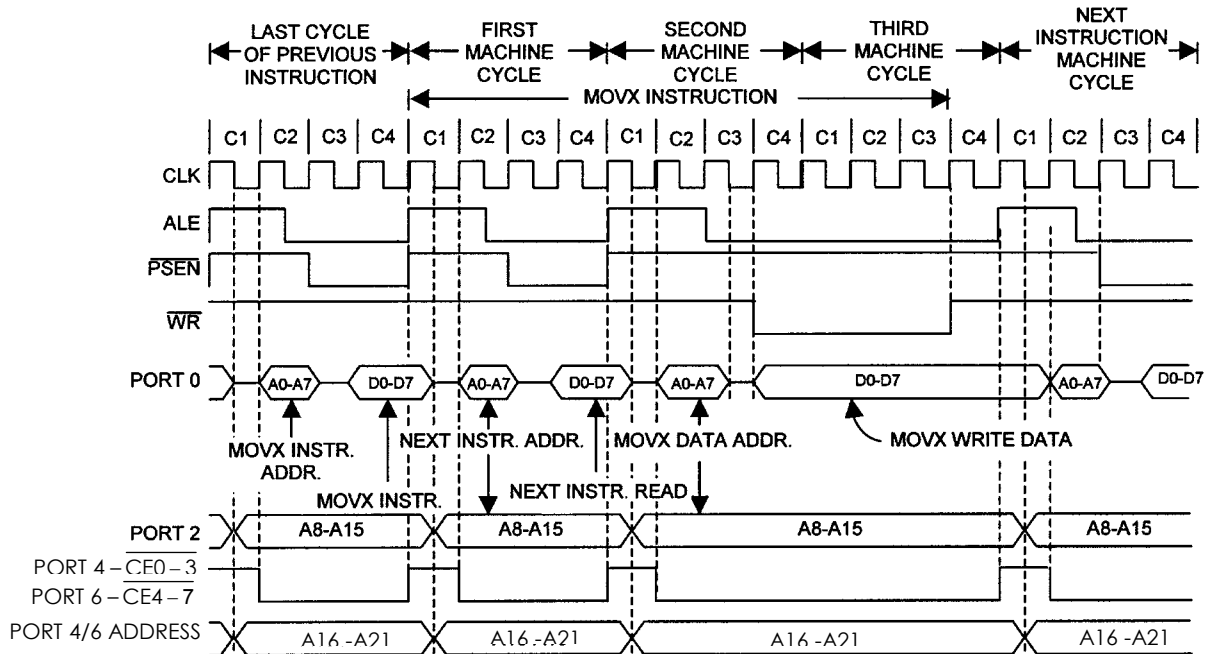 LAST CYCLE
OF PREVIOUS
INSTRUCTION
FIRST
MACHINE
CYCLE
SECOND
MACHINE
CYCLE
THIRD
MACHINE
CYCLE
NEXT
INSTRUCTION
MACHINE
CYCLE
MOVX INSTRUCTION
C1 C2 C3 C4 C1 C2 C3 C4 C1 C2 C3 C4 C1 C2 C3 C4 C1 C2 C3 C4
CLK
ALE
PSEN
WR
PORT 0 A0-A7 D0-D7 A0-A7 D0-D7 A0-A7 D0-D7 A0-A7 D0-D7
MOVX INSTR.
ADDR.
NEXT INSTR. ADDR.
MOVX DATA ADDR.
MOVX WRITE DATA
MOVX INSTR.
NEXT INSTR. READ
PORT 2 A8-A15 A8-A15 A8-A15 A8-A15
PORT 4 – CE0 – 3
PORT 6 – CE4 – 7
PORT 4/6 ADDRESS A16 -A21 A16 -A21 A16 -A21 A16 -A21